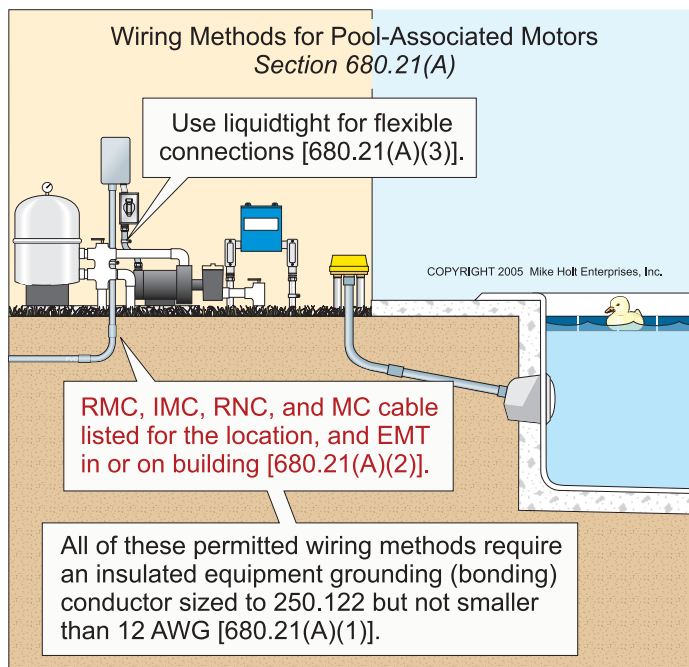 Wiring Methods for Pool-Associated Motors
Section 680.21(A)
Use liquidtight for flexible
connections [680.21(A)(3)].
COPYRIGHT 2005 Mike Holt Enterprises, Inc.
RMC, IMC, RNC, and MC cable
listed for the location, and EMT
in or on building [680.21(A)(2)].
All of these permitted wiring methods require
an insulated equipment grounding (bonding)
conductor sized to 250.122 but not smaller
than 12 AWG [680.21(A)(1)].